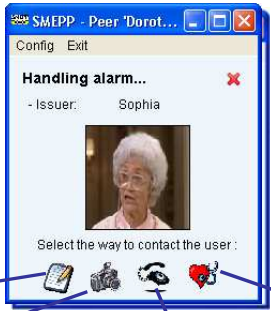 SMEPP - Peer 'Dorot...
Config Exit
Handling alarm...
- Issuer: Sophia
Select the way to contact the user :